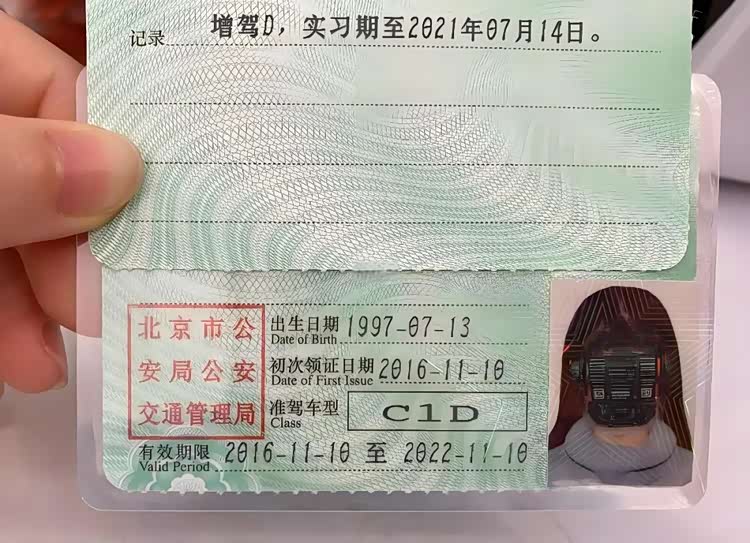 记录 增驾D，实习期至2021年07月14日。
北京市公
安局公安
交通管理局
出生日期 1997-07-13
Date of Birth
初次领证日期 2016-11-10
Date of First Issue
准驾车型 C1D
Class
有效期限 2016-11-10 至 2022-11-10
Valid Period